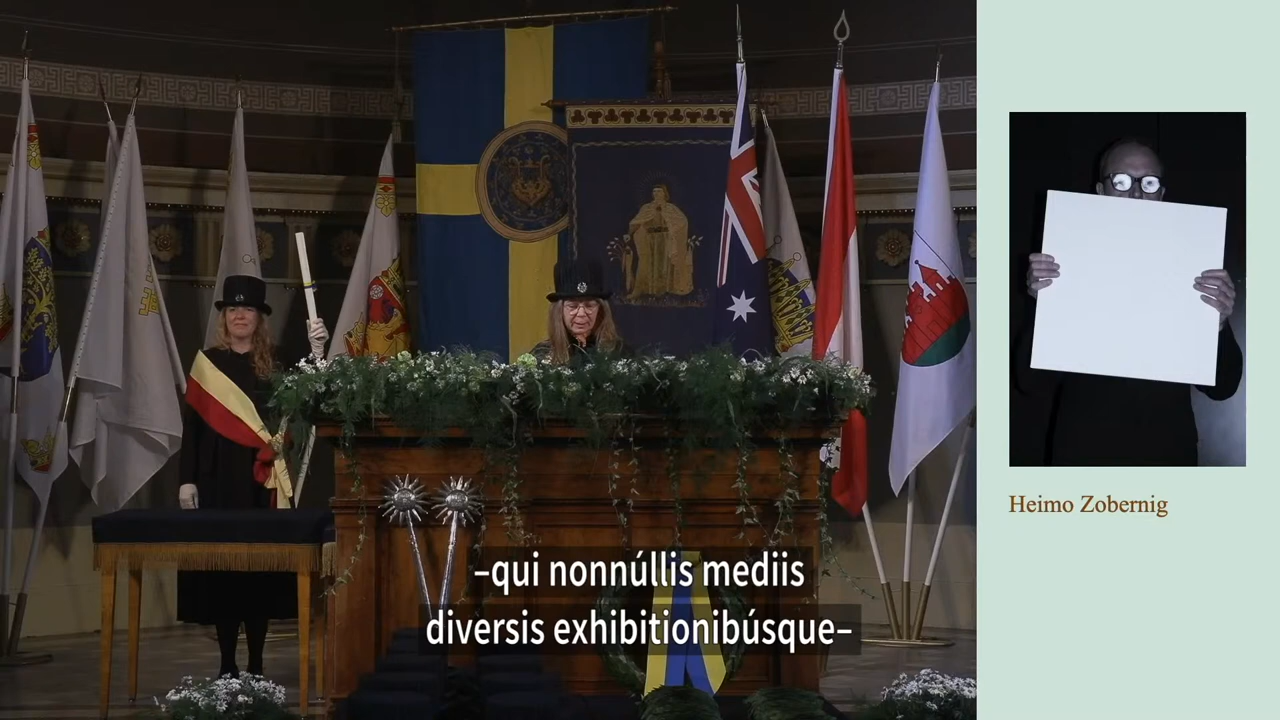 –qui nonnúllis mediis
diversis exhibitionibúsque–
Heimo Zobernig